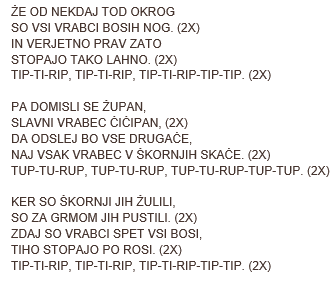 ŽE OD NEKDAJ TOD OKROG
SO VSI VRABCI BOSIH NOG. (2X)
IN VERJETNO PRAV ZATO
STOPAJO TAKO LAHNO. (2X)
TIP-TI-RIP, TIP-TI-RIP, TIP-TI-RIP-TIP-TIP. (2X)

PA DOMISLI SE ŽUPAN,
SLAVNI VRABEC ČIČIPAN, (2X)
DA ODSLEJ BO VSE DRUGAČE,
NAJ VSAK VRABEC V ŠKORNJIH SKAČE. (2X)
TUP-TU-RUP, TUP-TU-RUP, TUP-TU-RUP-TUP-TUP. (2X)

KER SO ŠKORNJI JIH ŽULILI,
SO ZA GRMOM JIH PUSTILI. (2X)
ZDAJ SO VRABCI SPET VSI BOSI,
TIHO STOPAJO PO ROSI. (2X)
TIP-TI-RIP, TIP-TI-RIP, TIP-TI-RIP-TIP-TIP. (2X)